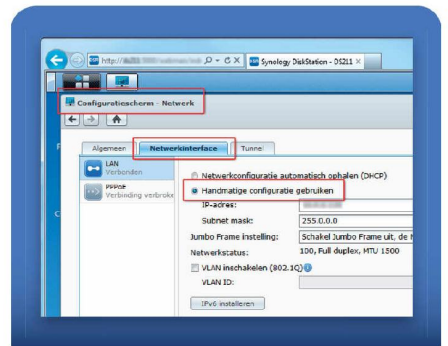 http://
Synology DiskStation - DS211 ×
Configuratiescherm - Netwerk
Algemeen Netwerkinterface Tunnel
LAN
Verbonden
PPPoE
Verbinding verbroke
Netwerkconfiguratie automatisch ophalen (DHCP)
Handmatige configuratie gebruiken
IP-adres:
Subnet mask: 255.0.0.0
Jumbo Frame instelling: Schakel Jumbo Frame uit, de
Netwerkstatus: 100, Full duplex, MTU 1500
VLAN inschakelen (802.1Q)
VLAN ID:
IPv6 installeren